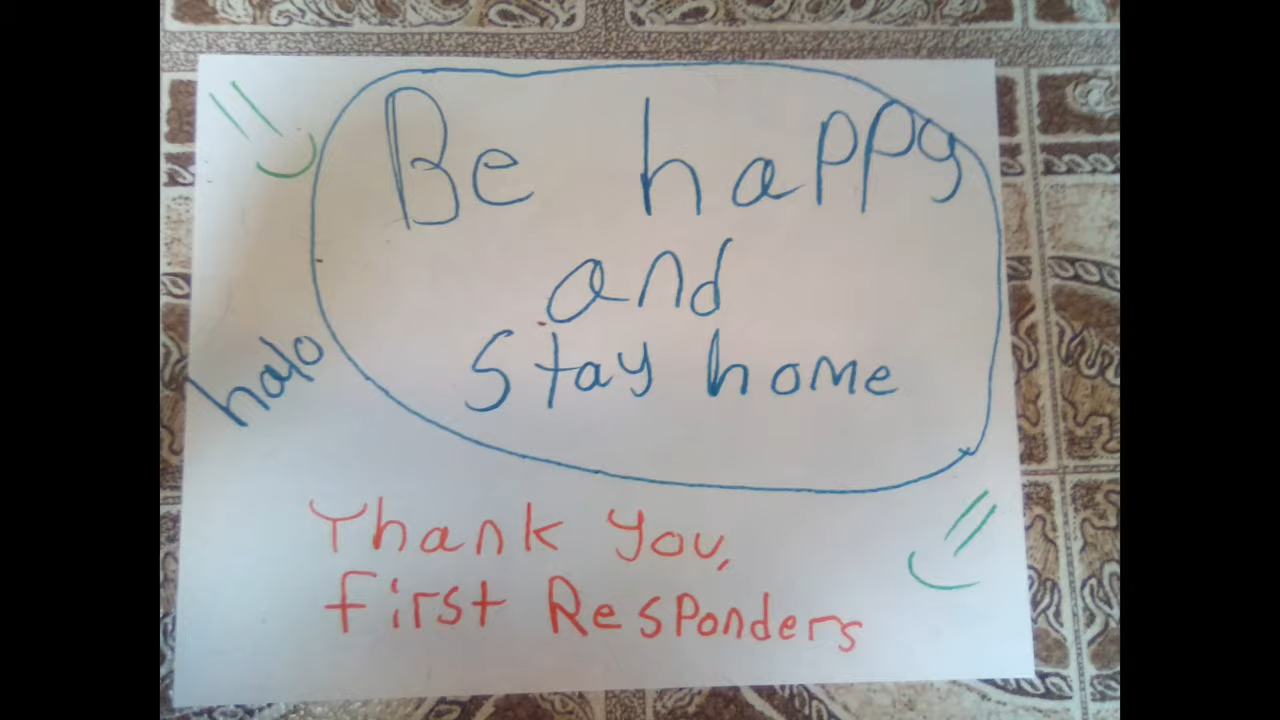 Be happy
and
Stay home
halo
Thank You,
First Responders